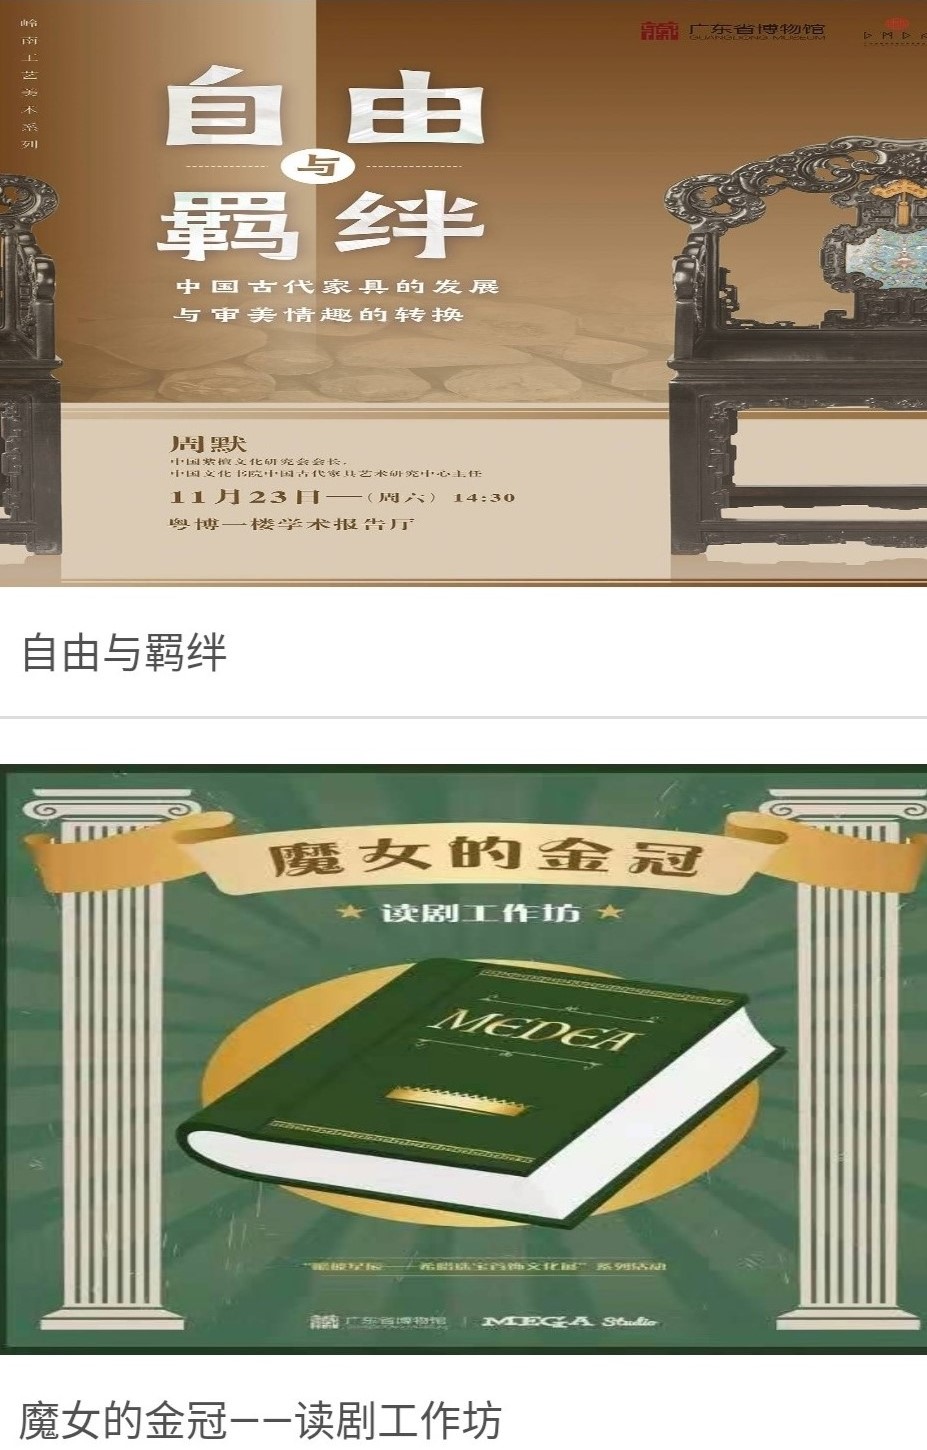 岭南工艺美术系列
广东省博物馆
GUANGDONG MUSEUM
自由
与
羁绊
中国古代家具的发展
与审美情趣的转换
周默
中国紫檀文化研究会会长,
中国文化书院中国古代家具艺术研究中心主任
11月23日——(周六) 14:30
粤博一楼学术报告厅
自由与羁绊
魔女的金冠
读剧工作坊
MEDEA
希腊珠宝首饰文化展”系列活动
广东省博物馆 | MEGA Studio
魔女的金冠——读剧工作坊